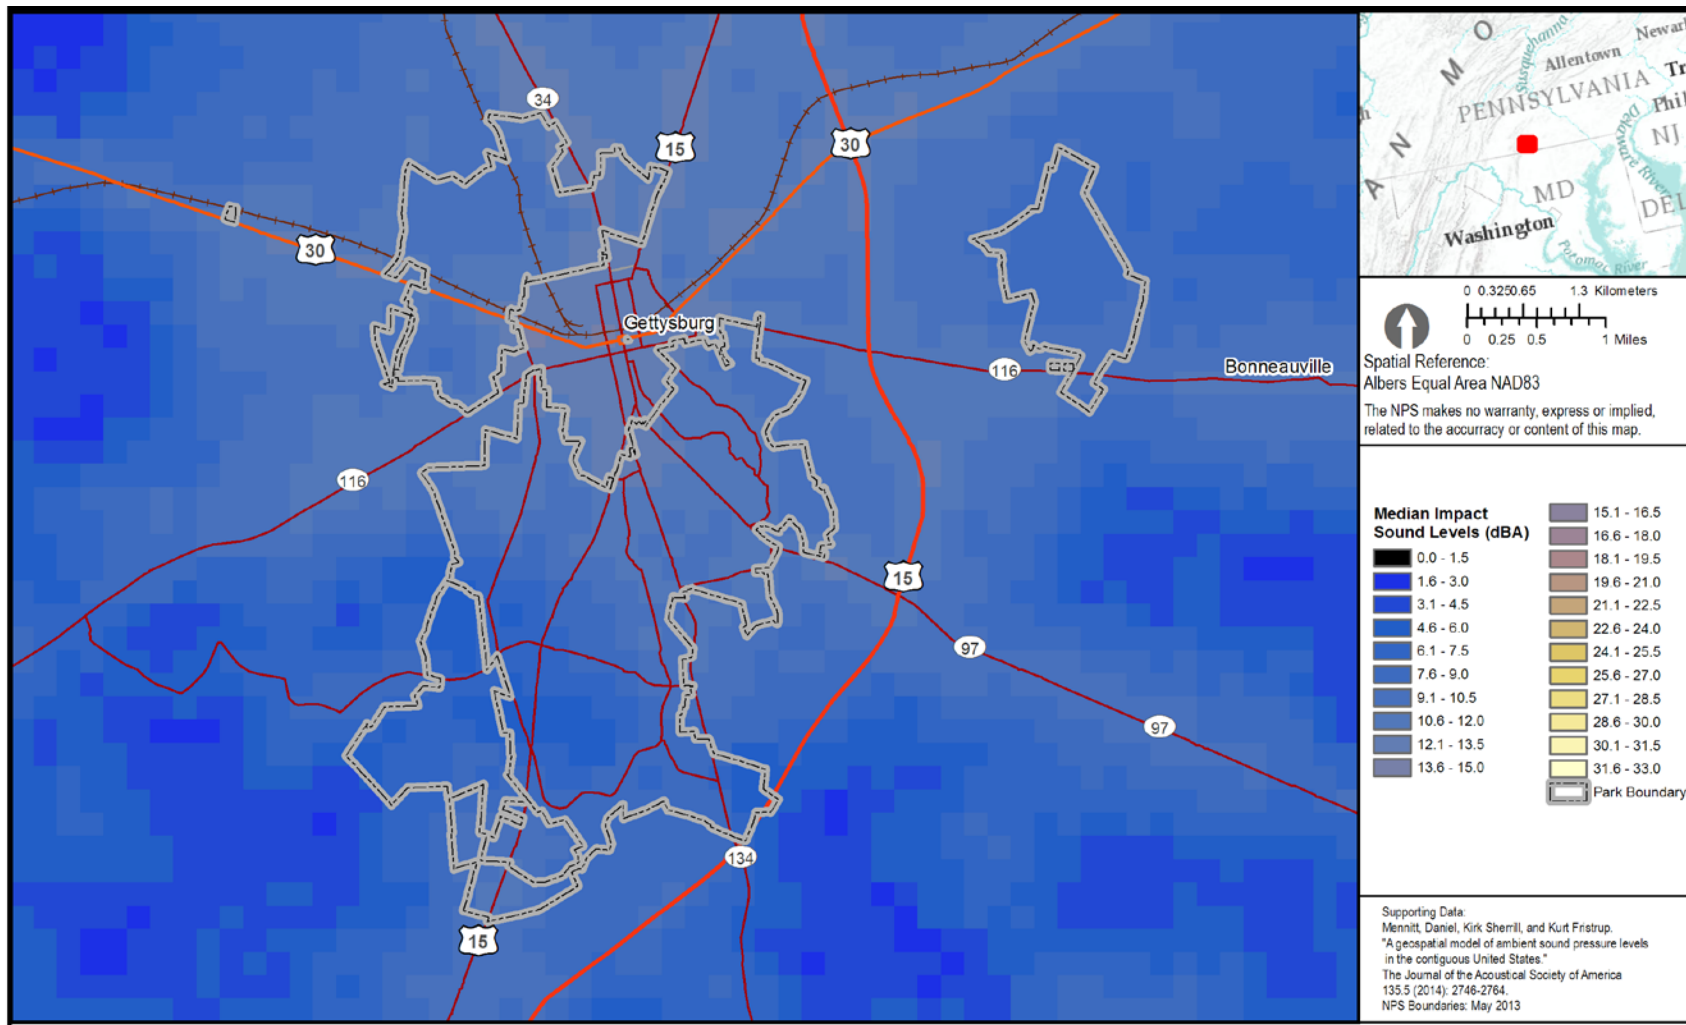 34
15
30
30
Gettysburg
116
Bonneauville
116
15
97
97
134
15
M O
N
A
Susquehanna
Newark
Allentown
PENNSYLVANIA
Delaware River
NJ
MD
DEL
Washington
Potomac River
0 0.3250.65 1.3 Kilometers
0 0.25 0.5 1 Miles
Spatial Reference:
Albers Equal Area NAD83
The NPS makes no warranty, express or implied,
related to the accurracy or content of this map.
Median Impact
Sound Levels (dBA)
0.0 - 1.5
1.6 - 3.0
3.1 - 4.5
4.6 - 6.0
6.1 - 7.5
7.6 - 9.0
9.1 - 10.5
10.6 - 12.0
12.1 - 13.5
13.6 - 15.0
15.1 - 16.5
16.6 - 18.0
18.1 - 19.5
19.6 - 21.0
21.1 - 22.5
22.6 - 24.0
24.1 - 25.5
25.6 - 27.0
27.1 - 28.5
28.6 - 30.0
30.1 - 31.5
31.6 - 33.0
Park Boundary
Supporting Data:
Mennitt, Daniel, Kirk Sherrill, and Kurt Fristrup.
"A geospatial model of ambient sound pressure levels
in the contiguous United States."
The Journal of the Acoustical Society of America
135.5 (2014): 2746-2764.
NPS Boundaries: May 2013